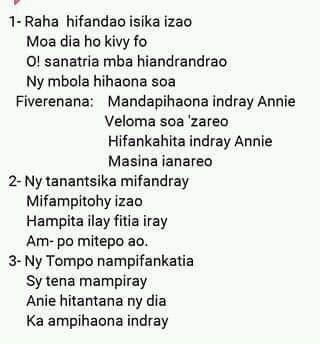 1- Raha hifandao isika izao
Moa dia ho kivy fo
O! sanatria mba hiandrandrao
Ny mbola hihaona soa
Fiverenana: Mandapihaona indray Annie
Veloma soa 'zareo
Hifankahita indray Annie
Masina ianareo
2- Ny tanantsika mifandray
Mifampitohy izao
Hampita ilay fitia iray
Am- po mitepo ao.
3- Ny Tompo nampifankatia
Sy tena mampiray
Anie hitantana ny dia
Ka ampihaona indray